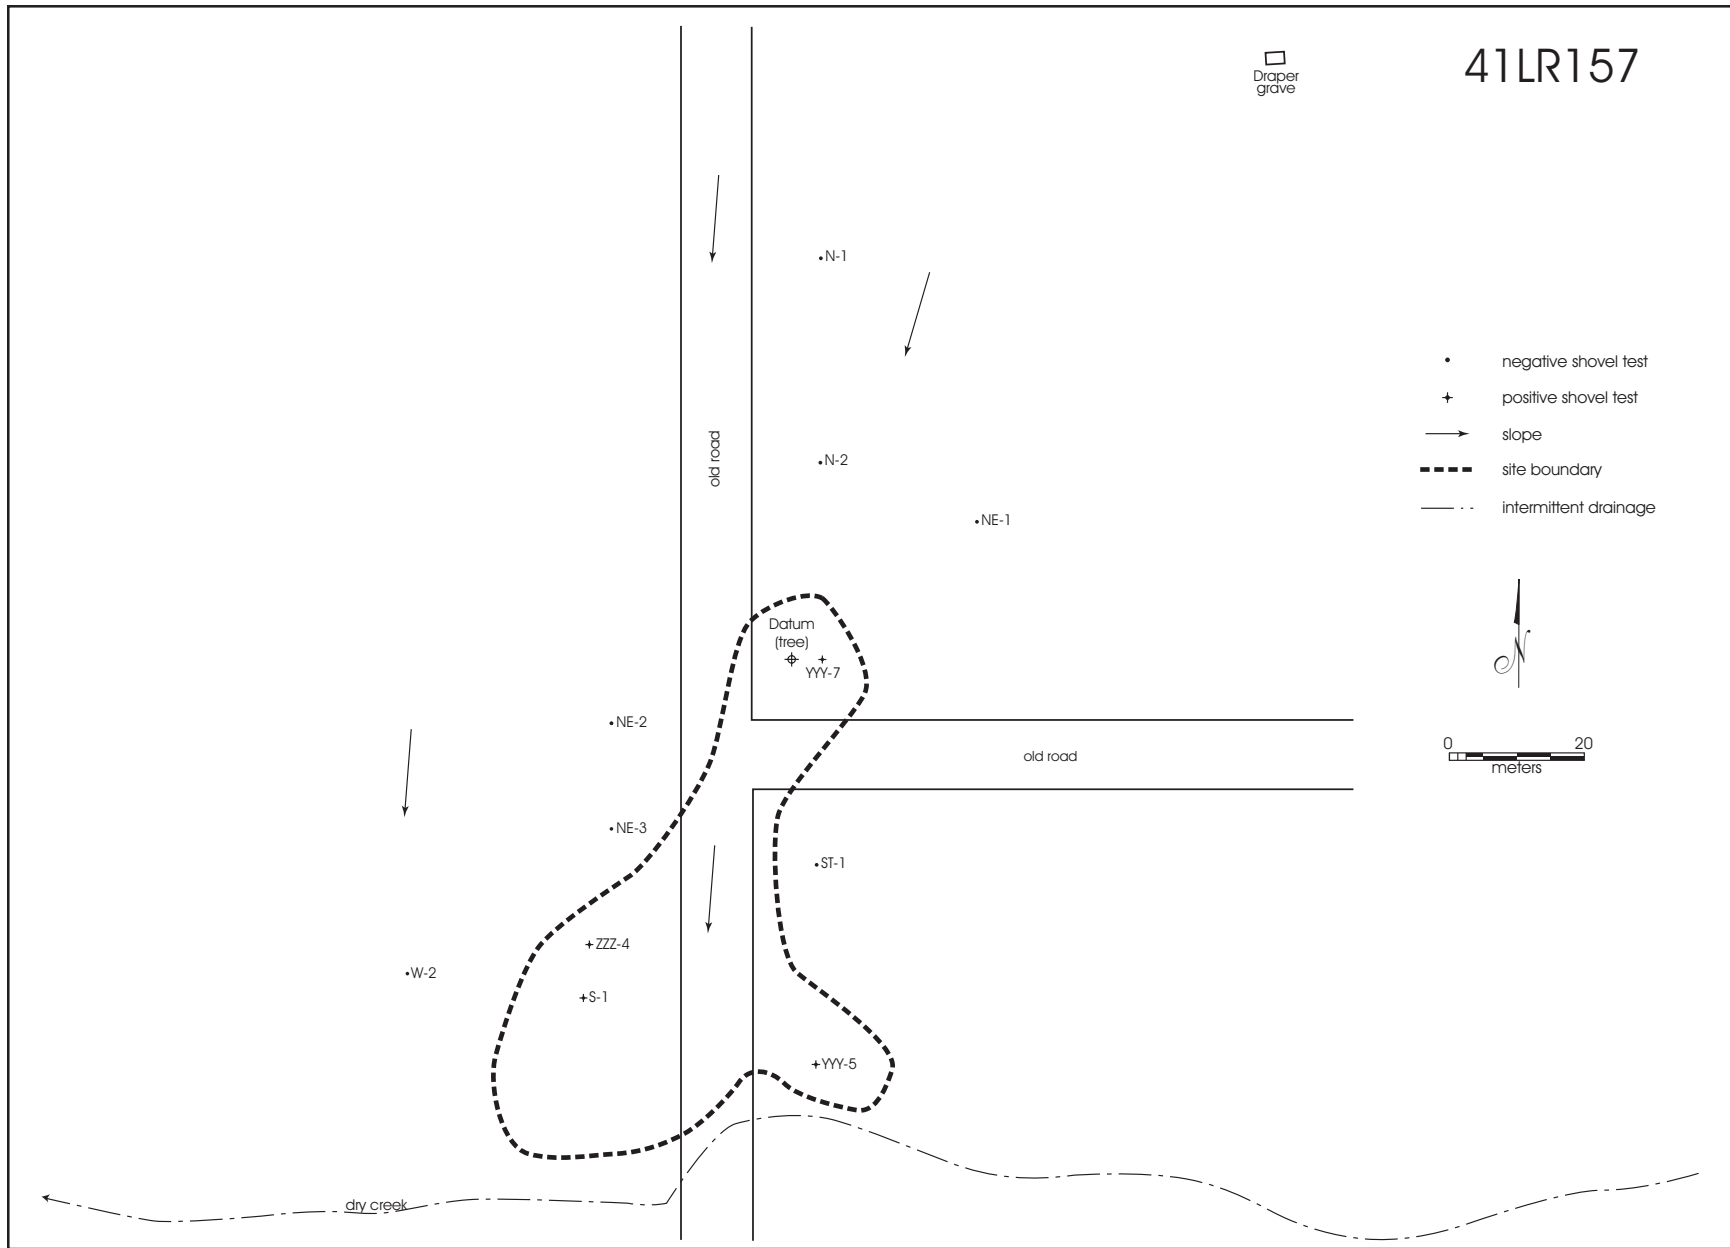 41LR157
Draper
grave
N-1
old road
N-2
NE-1
negative shovel test
positive shovel test
slope
site boundary
intermittent drainage
N
Datum
(tree)
YYY-7
NE-2
old road
0 20
meters
NE-3
ST-1
ZZZ-4
W-2
S-1
YYY-5
dry creek